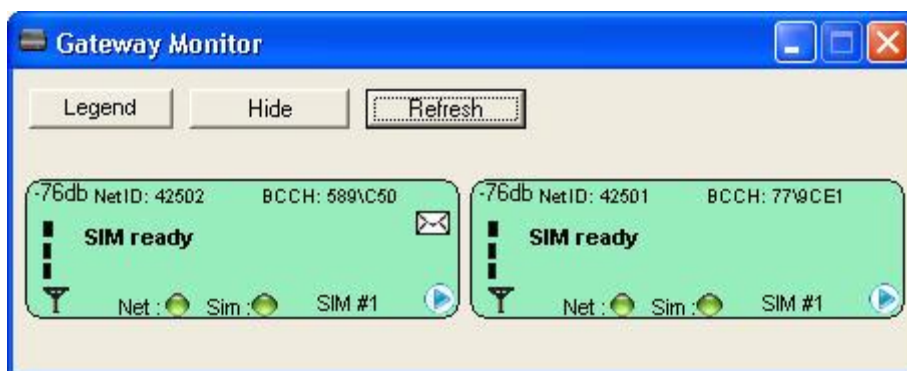 Gateway Monitor
Legend Hide Refresh
-76db NetID: 42502 BCCH: 589\C50
SIM ready
Net : Sim : SIM #1
-76db NetID: 42501 BCCH: 77\9CE1
SIM ready
Net : Sim : SIM #1